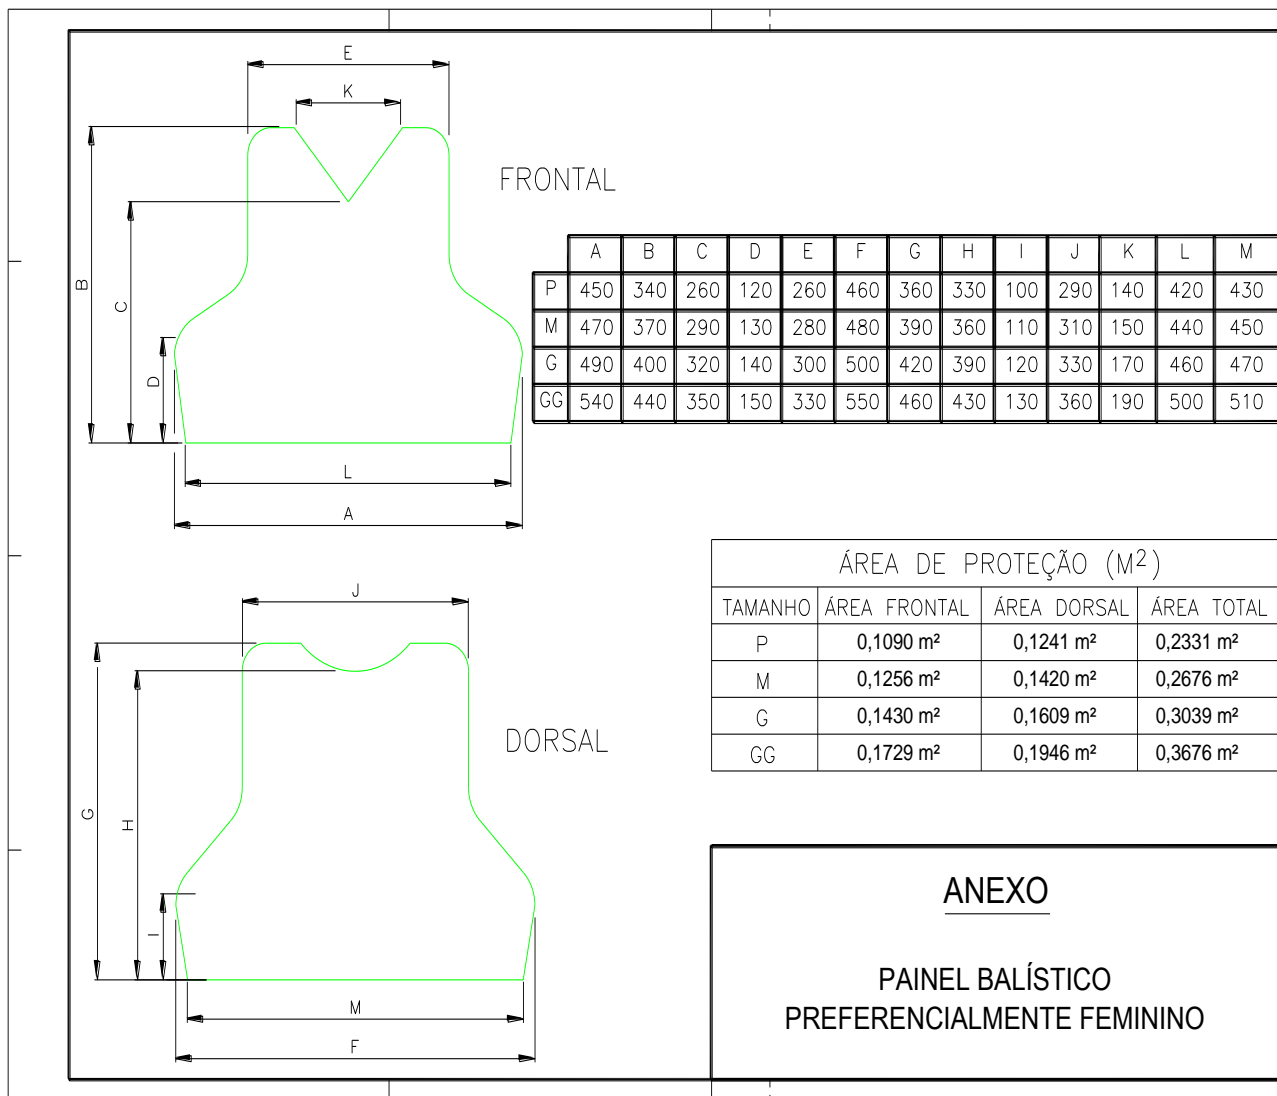 E
K
B
C
D
L
A
FRONTAL
A B C D E F G H I J K L M
P 450 340 260 120 260 460 360 330 100 290 140 420 430
M 470 370 290 130 280 480 390 360 110 310 150 440 450
G 490 400 320 140 300 500 420 390 120 330 170 460 470
GG 540 440 350 150 330 550 460 430 130 360 190 500 510
ÁREA DE PROTEÇÃO (M²)
TAMANHO ÁREA FRONTAL ÁREA DORSAL ÁREA TOTAL
P 0,1090 m² 0,1241 m² 0,2331 m²
M 0,1256 m² 0,1420 m² 0,2676 m²
G 0,1430 m² 0,1609 m² 0,3039 m²
GG 0,1729 m² 0,1946 m² 0,3676 m²
J
G
H
I
M
F
DORSAL
ANEXO
PAINEL BALÍSTICO
PREFERENCIALMENTE FEMININO